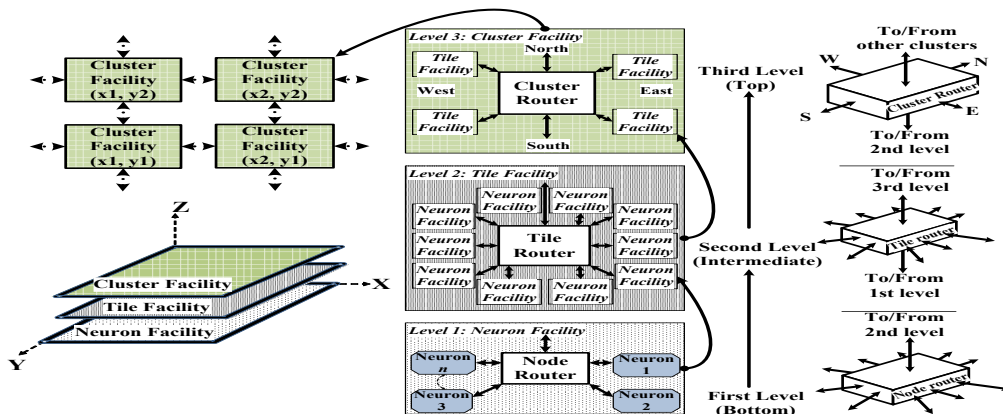 Cluster
Facility
(x1, y2)
Cluster
Facility
(x2, y2)
Cluster
Facility
(x1, y1)
Cluster
Facility
(x2, y1)
Z
X
Y
Cluster Facility
Tile Facility
Neuron Facility
Level 3: Cluster Facility
North
Tile
Facility
Tile
Facility
West
Cluster
Router
East
Tile
Facility
Tile
Facility
South
Level 2: Tile Facility
Neuron
Facility
Neuron
Facility
Neuron
Facility
Neuron
Facility
Neuron
Facility
Tile
Router
Neuron
Facility
Neuron
Facility
Neuron
Facility
Neuron
Facility
Neuron
Facility
Level 1: Neuron Facility
Neuron
n
Node
Router
Neuron
1
Neuron
3
Neuron
2
Third Level
(Top)
Second Level
(Intermediate)
First Level
(Bottom)
To/From
other clusters
W
N
Cluster Router
S
E
To/From
2nd level
To/From
3rd level
Tile router
To/From
1st level
To/From
2nd level
Node router